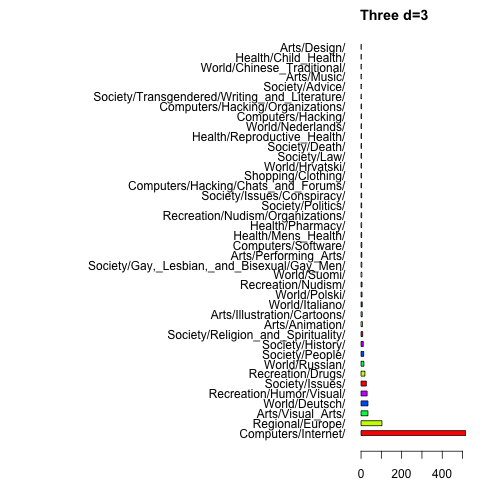 Three d=3
Arts/Design/
Health/Child_Health/
World/Chinese_Traditional/
Arts/Music/
Society/Advice/
Society/Transgendered/Writing_and_Literature/
Computers/Hacking/Organizations/
Computers/Hacking/
World/Nederlands/
Health/Reproductive_Health/
Society/Death/
Society/Law/
World/Hrvatski/
Shopping/Clothing/
Computers/Hacking/Chats_and_Forums/
Society/Issues/Conspiracy/
Society/Politics/
Recreation/Nudism/Organizations/
Health/Pharmacy/
Health/Mens_Health/
Computers/Software/
Arts/Performing_Arts/
Society/Gay,_Lesbian,_and_Bisexual/Gay_Men/
World/Suomi/
Recreation/Nudism/
World/Polski/
World/Italiano/
Arts/Illustration/Cartoons/
Arts/Animation/
Society/Religion_and_Spirituality/
Society/History/
Society/People/
World/Russian/
Recreation/Drugs/
Society/Issues/
Recreation/Humor/Visual/
World/Deutsch/
Arts/Visual_Arts/
Regional/Europe/
Computers/Internet/
0 200 400